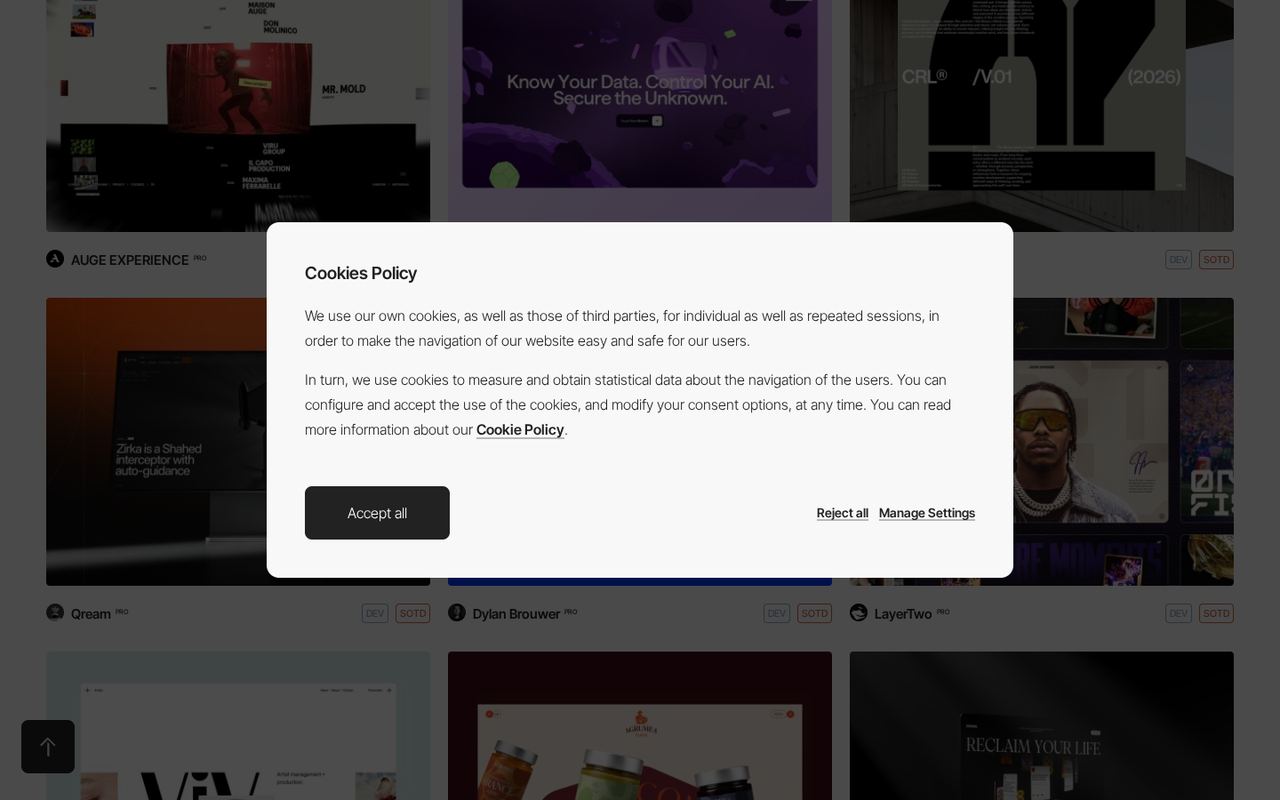 MAISON
AUGE
DON
MOLINICO
MR. MOLD
VIRU
GROUP
IL CAPO
PRODUCTION
MAXIMA
FERRABELLE
Know Your Data. Control Your AI.
Secure the Unknown.
CRL® /V.01 (2026)
AUGE EXPERIENCE PRO
DEV SOTD
Cookies Policy
We use our own cookies, as well as those of third parties, for individual as well as repeated sessions, in
order to make the navigation of our website easy and safe for our users.
In turn, we use cookies to measure and obtain statistical data about the navigation of the users. You can
configure and accept the use of the cookies, and modify your consent options, at any time. You can read
more information about our Cookie Policy.
Accept all
Reject all Manage Settings
Zirka is a Shahed
interceptor with
auto-guidance
Qream PRO
DEV SOTD
Dylan Brouwer PRO
DEV SOTD
LayerTwo PRO
DEV SOTD
Artist management +
production
AGRUMEA
RECLAIM YOUR LIFE